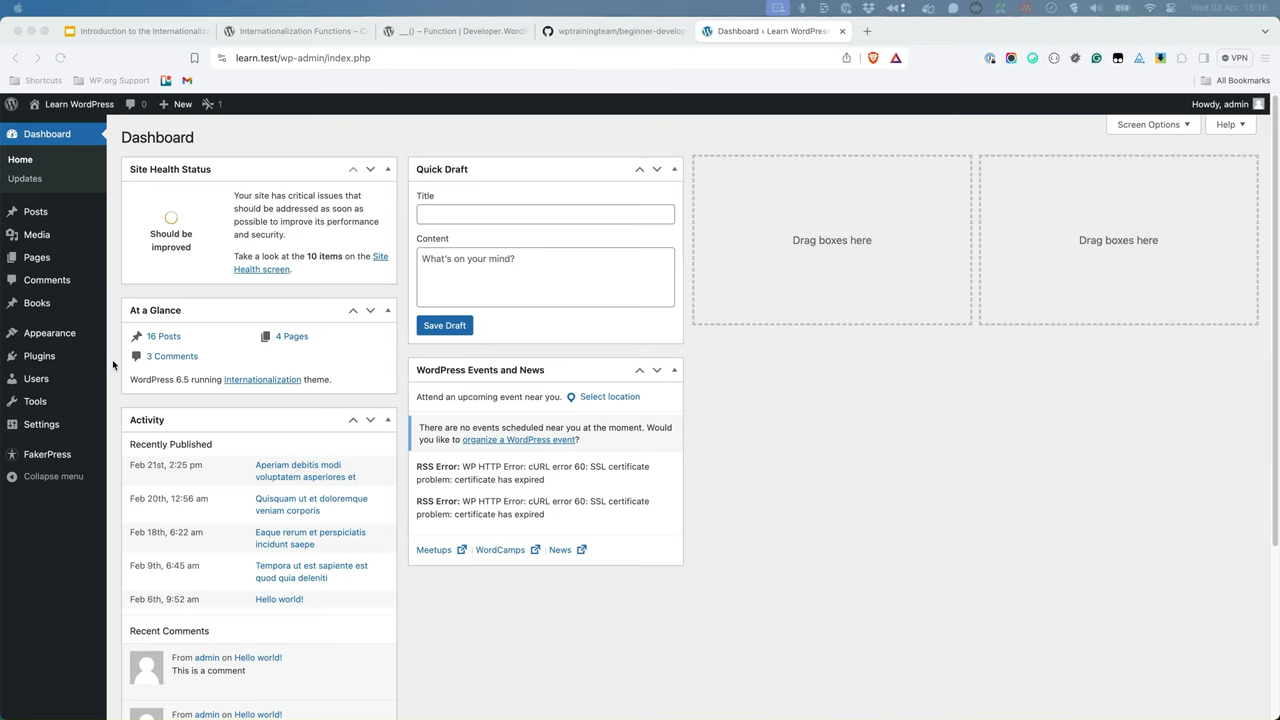 Wed 03 Apr 15:16
Introduction to the Internationaliz
Internationalization Functions – C
__() – Function | Developer.WordP
wptrainingteam/beginner-develop
Dashboard ‹ Learn WordPress
learn.test/wp-admin/index.php
VPN
Shortcuts
WP.org Support
All Bookmarks
Learn WordPress
0
New
1
Howdy, admin
Dashboard
Home
Updates
Posts
Media
Pages
Comments
Books
Appearance
Plugins
Users
Tools
Settings
FakerPress
Collapse menu
Screen Options
Help
Dashboard
Site Health Status
Should be
improved
Your site has critical issues that
should be addressed as soon as
possible to improve its performance
and security.
Take a look at the 10 items on the Site
Health screen.
At a Glance
16 Posts
4 Pages
3 Comments
WordPress 6.5 running Internationalization theme.
Activity
Recently Published
Feb 21st, 2:25 pm
Aperiam debitis modi
voluptatem asperiores et
Feb 20th, 12:56 am
Quisquam ut et doloremque
veniam corporis
Feb 18th, 6:22 am
Eaque rerum et perspiciatis
incidunt saepe
Feb 9th, 6:45 am
Tempora ut est sapiente est
quod quia deleniti
Feb 6th, 9:52 am
Hello world!
Recent Comments
From admin on Hello world!
This is a comment
From admin on Hello world!
Quick Draft
Title
Content
What's on your mind?
Save Draft
WordPress Events and News
Attend an upcoming event near you.
Select location
There are no events scheduled near you at the moment. Would
you like to organize a WordPress event?
RSS Error: WP HTTP Error: cURL error 60: SSL certificate
problem: certificate has expired
RSS Error: WP HTTP Error: cURL error 60: SSL certificate
problem: certificate has expired
Meetups
WordCamps
News
Drag boxes here
Drag boxes here